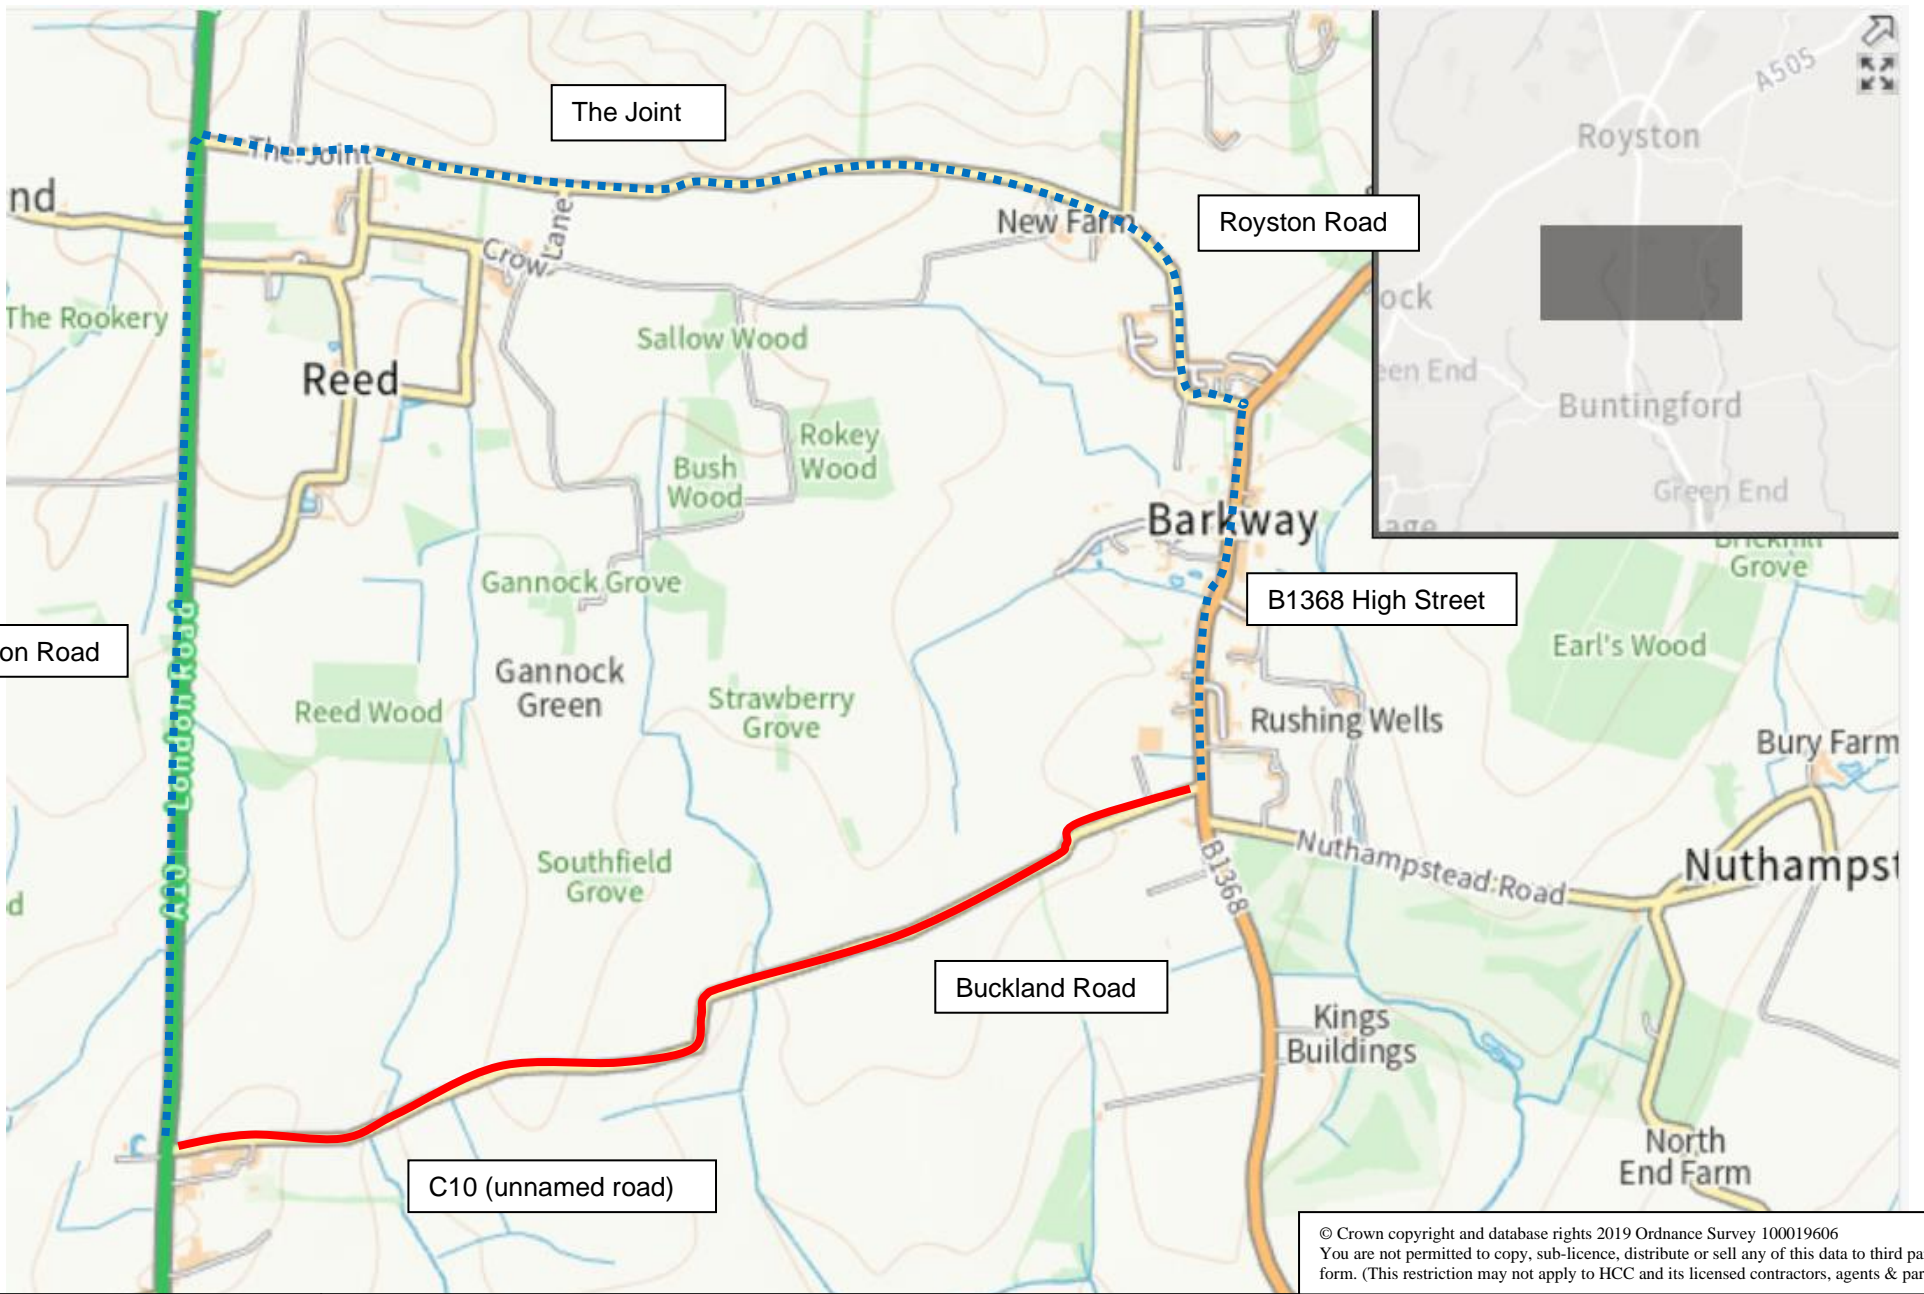 The Joint
A505
Royston
The Joint
nd
New Farm
Royston Road
Crow Lane
ock
The Rookery
Sallow Wood
een End
Reed
Buntingford
Rokey
Wood
Bush
Wood
Green End
Barkway
age
Brickhill
Grove
Gannock Grove
B1368 High Street
on Road
Earl's Wood
Gannock
Green
Reed Wood
Strawberry
Grove
Rushing Wells
Bury Farm
A10 London Road
Southfield
Grove
B1368
Nuthampstead Road
Nuthampst
d
Buckland Road
Kings
Buildings
North
End Farm
C10 (unnamed road)
© Crown copyright and database rights 2019 Ordnance Survey 100019606
You are not permitted to copy, sub-licence, distribute or sell any of this data to third pa
form. (This restriction may not apply to HCC and its licensed contractors, agents & par